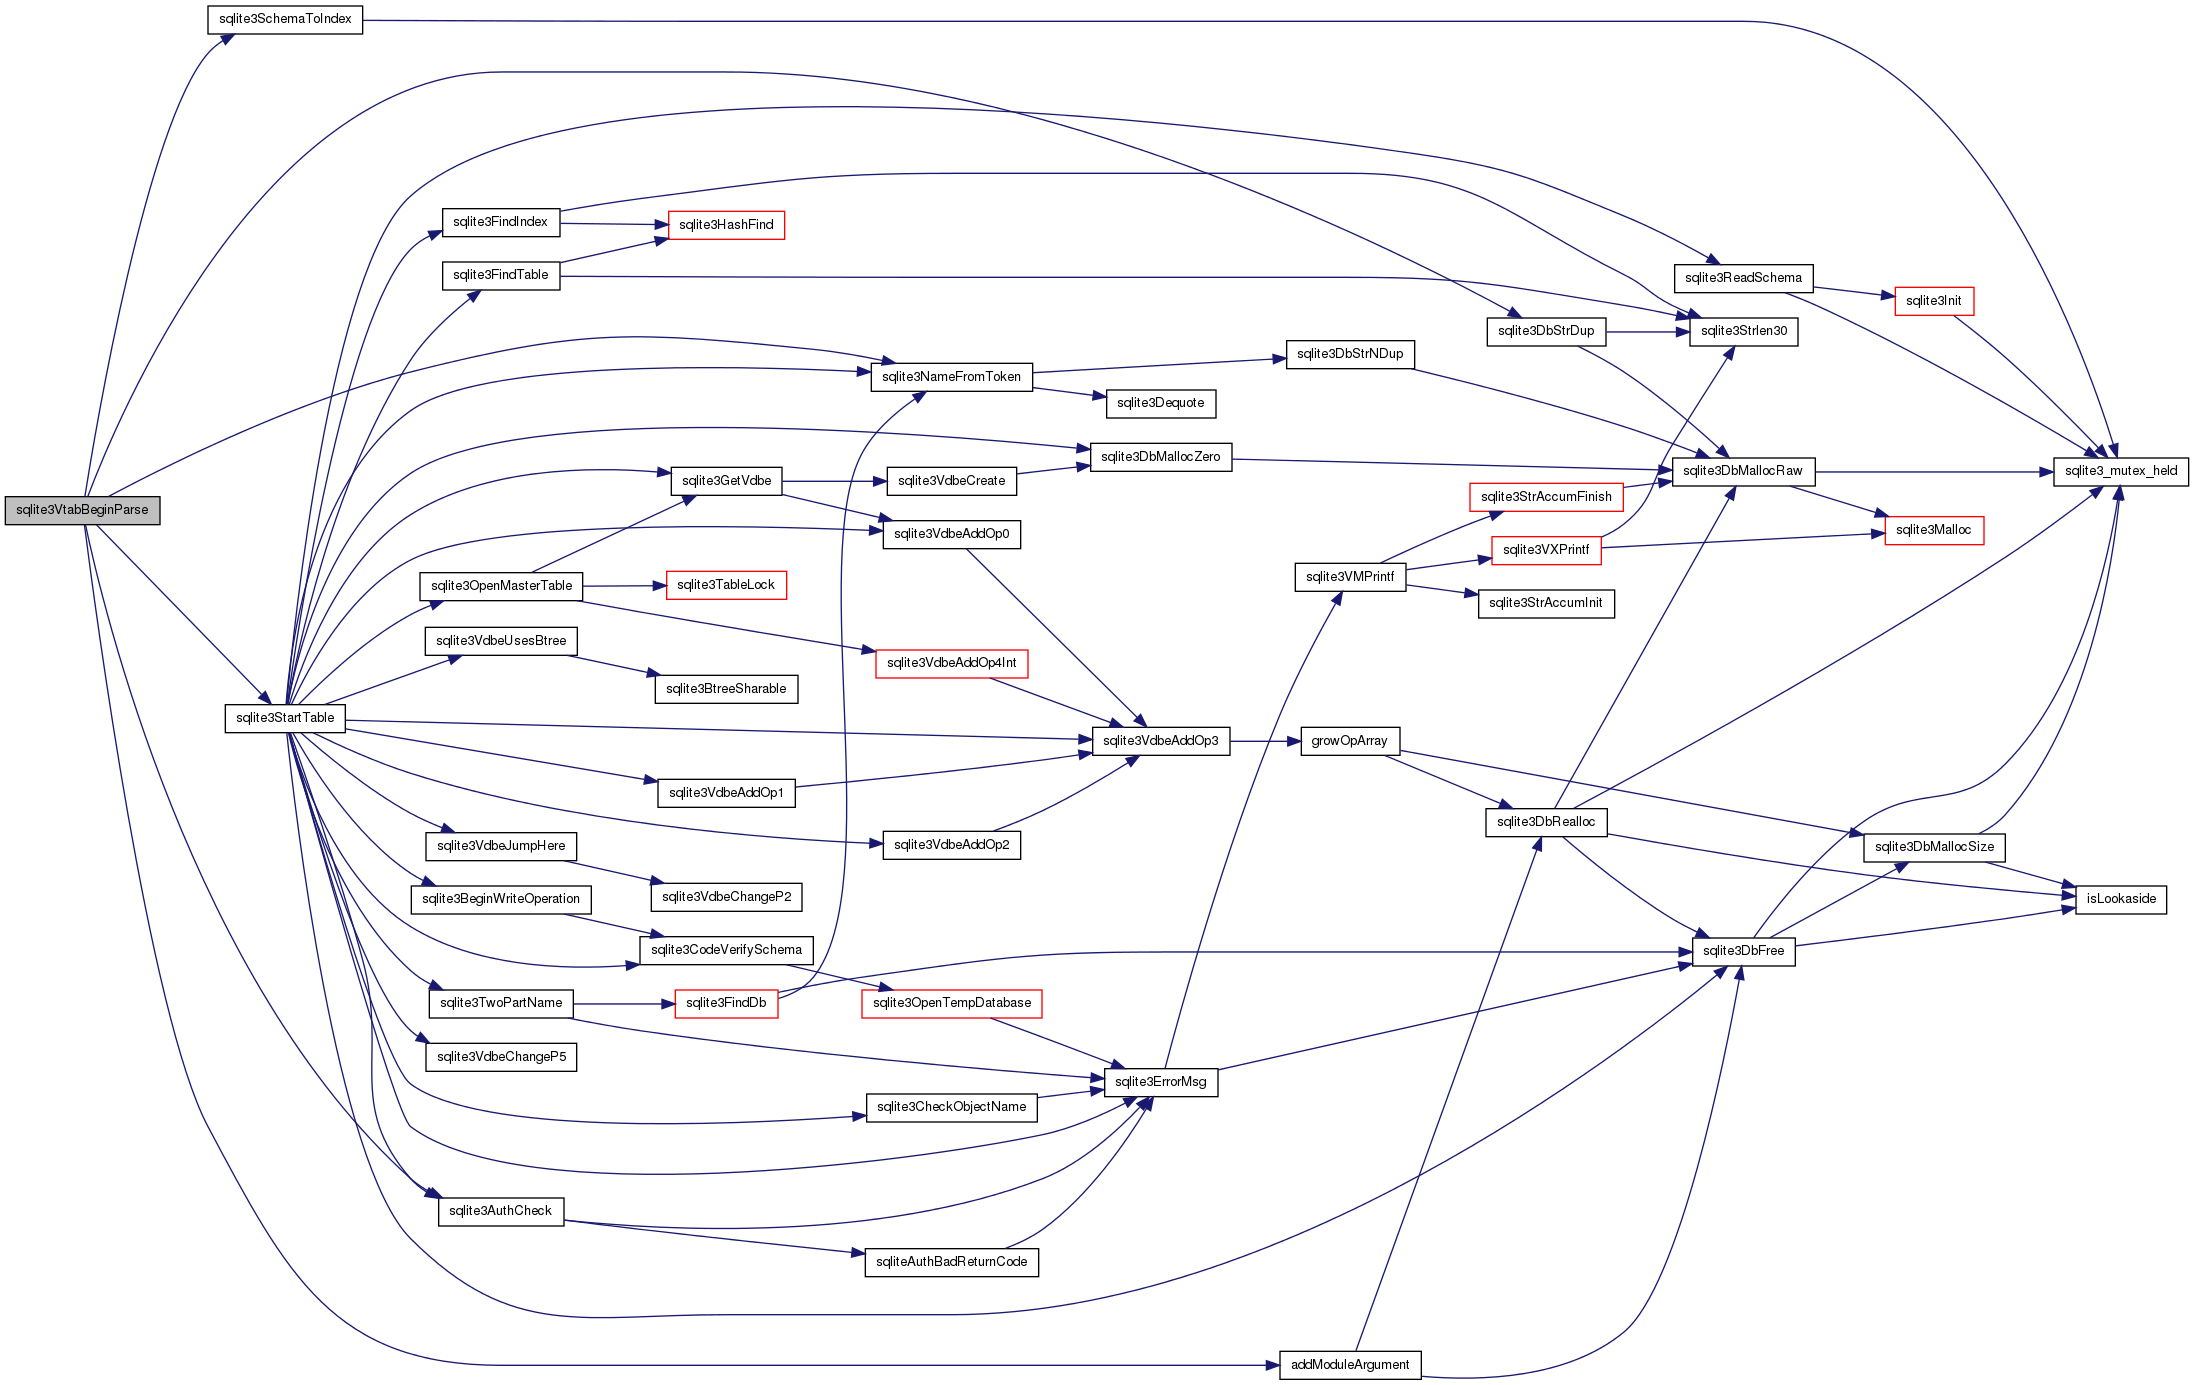 sqlite3SchemaToIndex
sqlite3FindIndex
sqlite3HashFind
sqlite3FindTable
sqlite3ReadSchema
sqlite3Init
sqlite3DbStrDup
sqlite3Strlen30
sqlite3DbStrNDup
sqlite3NameFromToken
sqlite3Dequote
sqlite3DbMallocZero
sqlite3DbMallocRaw
sqlite3_mutex_held
sqlite3GetVdbe
sqlite3VdbeCreate
sqlite3StrAccumFinish
sqlite3VtabBeginParse
sqlite3VdbeAddOp0
sqlite3Malloc
sqlite3VXPrintf
sqlite3OpenMasterTable
sqlite3TableLock
sqlite3VMPrintf
sqlite3StrAccumInit
sqlite3VdbeUsesBtree
sqlite3VdbeAddOp4Int
sqlite3BtreeSharable
sqlite3StartTable
sqlite3VdbeAddOp3
growOpArray
sqlite3VdbeAddOp1
sqlite3DbRealloc
sqlite3VdbeJumpHere
sqlite3VdbeAddOp2
sqlite3DbMallocSize
sqlite3VdbeChangeP2
sqlite3BeginWriteOperation
isLookaside
sqlite3CodeVerifySchema
sqlite3DbFree
sqlite3TwoPartName
sqlite3FindDb
sqlite3OpenTempDatabase
sqlite3VdbeChangeP5
sqlite3ErrorMsg
sqlite3CheckObjectName
sqlite3AuthCheck
sqliteAuthBadReturnCode
addModuleArgument